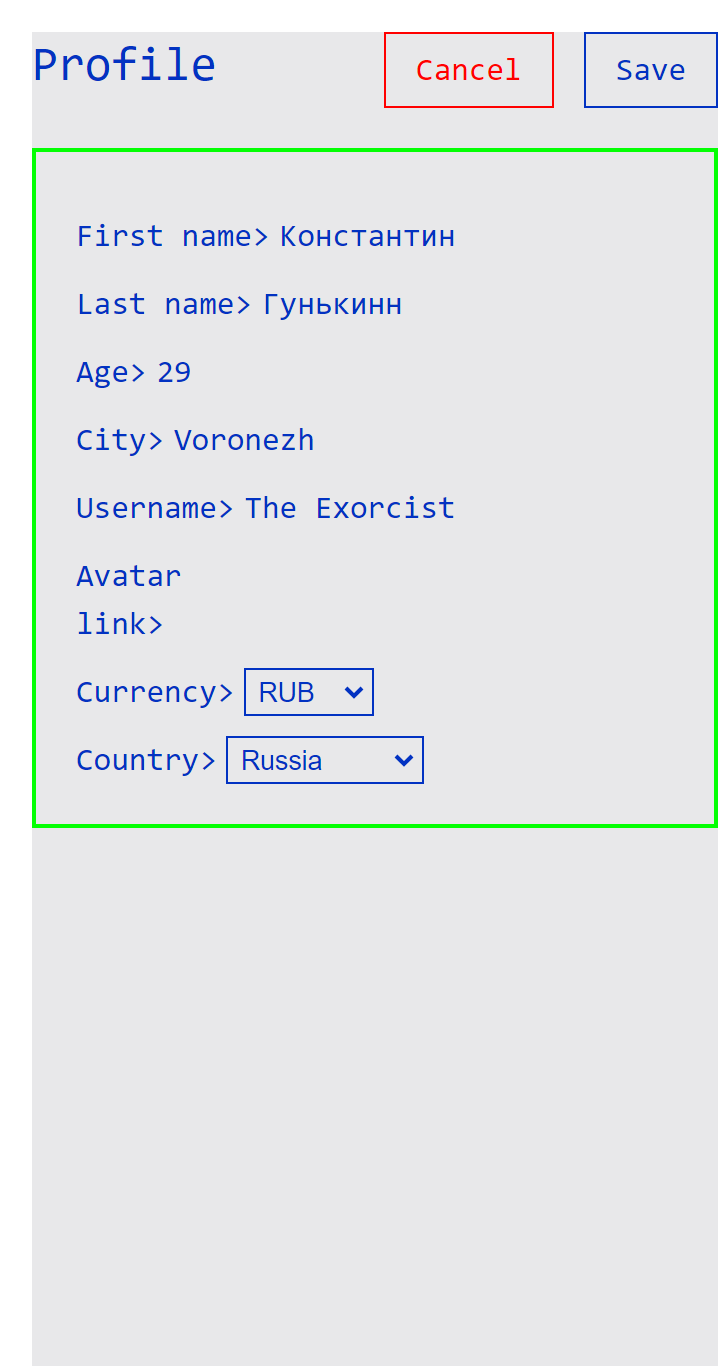 Profile Cancel Save
First name> Константин
Last name> Гунькинн
Age> 29
City> Voronezh
Username> The Exorcist
Avatar
link>
Currency> RUB
Country> Russia